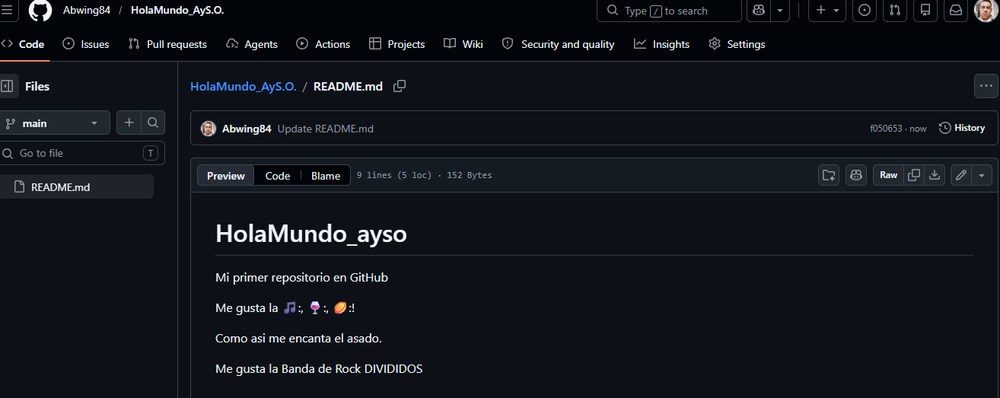 Abwing84 / HolaMundo_AyS.O.
Type / to search
Code Issues Pull requests Agents Actions Projects Wiki Security and quality Insights Settings
Files
HolaMundo_AyS.O. / README.md
main
Abwing84 Update README.md f050653 · now History
Go to file T
Preview Code Blame 9 lines (5 loc) · 152 Bytes Raw
README.md
HolaMundo_ayso
Mi primer repositorio en GitHub
Me gusta la 🎵:, 🍷:, 🏉:!
Como asi me encanta el asado.
Me gusta la Banda de Rock DIVIDIDOS